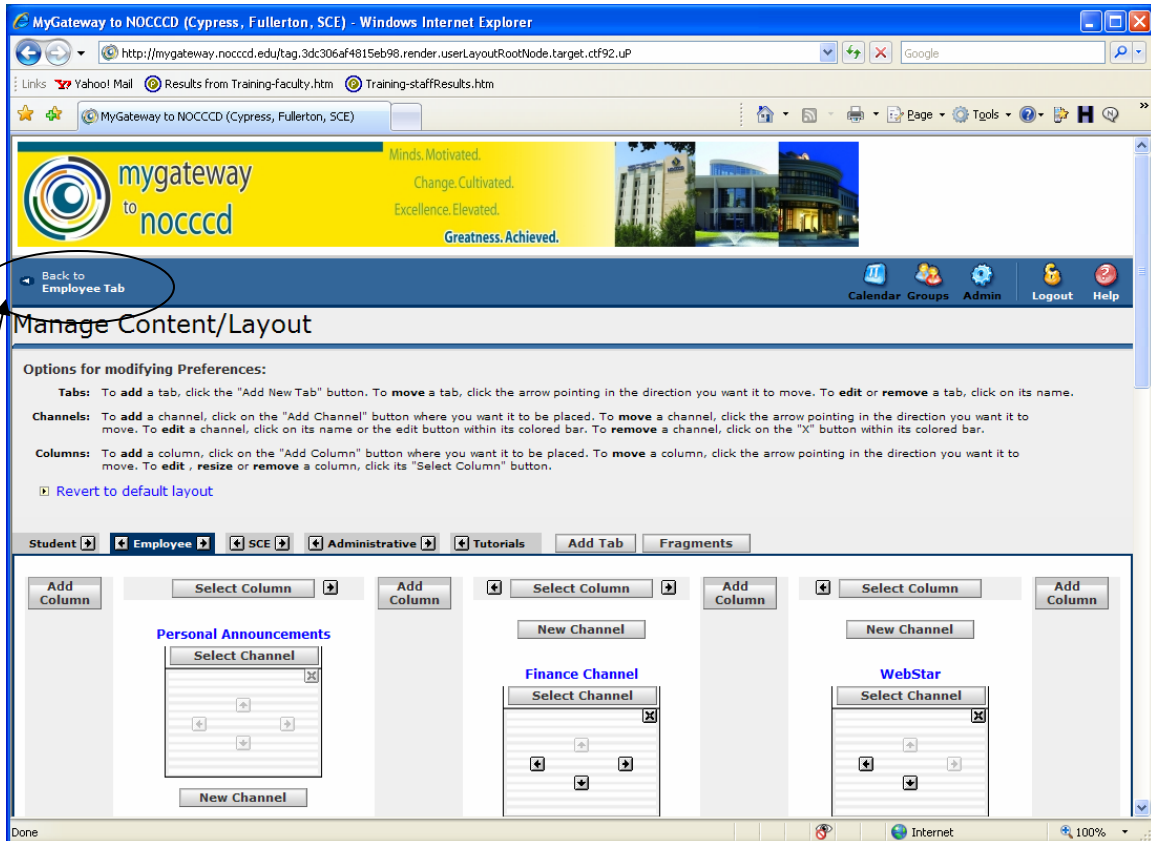 MyGateway to NOCCCD (Cypress, Fullerton, SCE) - Windows Internet Explorer
http://mygateway.nocccd.edu/tag.3dc306af4815eb98.render.userLayoutRootNode.target.ctf92.uP
Google
Links Yahoo! Mail Results from Training-faculty.htm Training-staffResults.htm
MyGateway to NOCCCD (Cypress, Fullerton, SCE)
Page Tools
mygateway
to nocccd
Minds. Motivated.
Change. Cultivated.
Excellence. Elevated.
Greatness. Achieved.
Back to
Employee Tab
Calendar Groups Admin Logout Help
Manage Content/Layout
Options for modifying Preferences:
Tabs: To add a tab, click the "Add New Tab" button. To move a tab, click the arrow pointing in the direction you want it to move. To edit or remove a tab, click on its name.
Channels: To add a channel, click on the "Add Channel" button where you want it to be placed. To move a channel, click the arrow pointing in the direction you want it to
move. To edit a channel, click on its name or the edit button within its colored bar. To remove a channel, click on the "X" button within its colored bar.
Columns: To add a column, click on the "Add Column" button where you want it to be placed. To move a column, click the arrow pointing in the direction you want it to
move. To edit , resize or remove a column, click its "Select Column" button.
Revert to default layout
Student Employee SCE Administrative Tutorials Add Tab Fragments
Add Column
Select Column
Add Column
Select Column
Add Column
Select Column
Add Column
New Channel
New Channel
Personal Announcements
Select Channel
Finance Channel
Select Channel
WebStar
Select Channel
New Channel
Done
Internet
100%